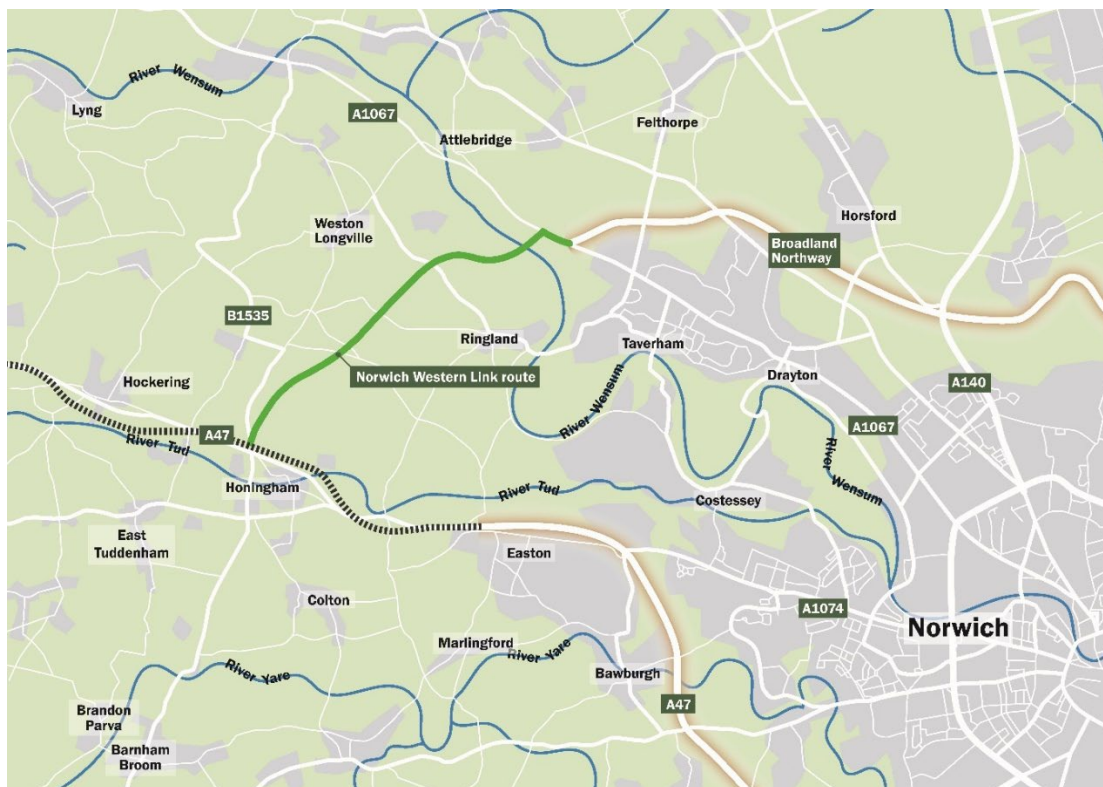 River Wensum
Lyng
A1067
Attlebridge
Felthorpe
Weston
Longville
Horsford
Broadland
Northway
B1535
Ringland
Taverham
Norwich Western Link route
Hockering
Drayton
A140
River Wensum
A47
River Tud
A1067
River Wensum
Honingham
River Tud
Costessey
East
Tuddenham
Easton
Colton
A1074
Norwich
Marlingford
River Yare
River Yare
Bawburgh
A47
Brandon
Parva
Barnham
Broom